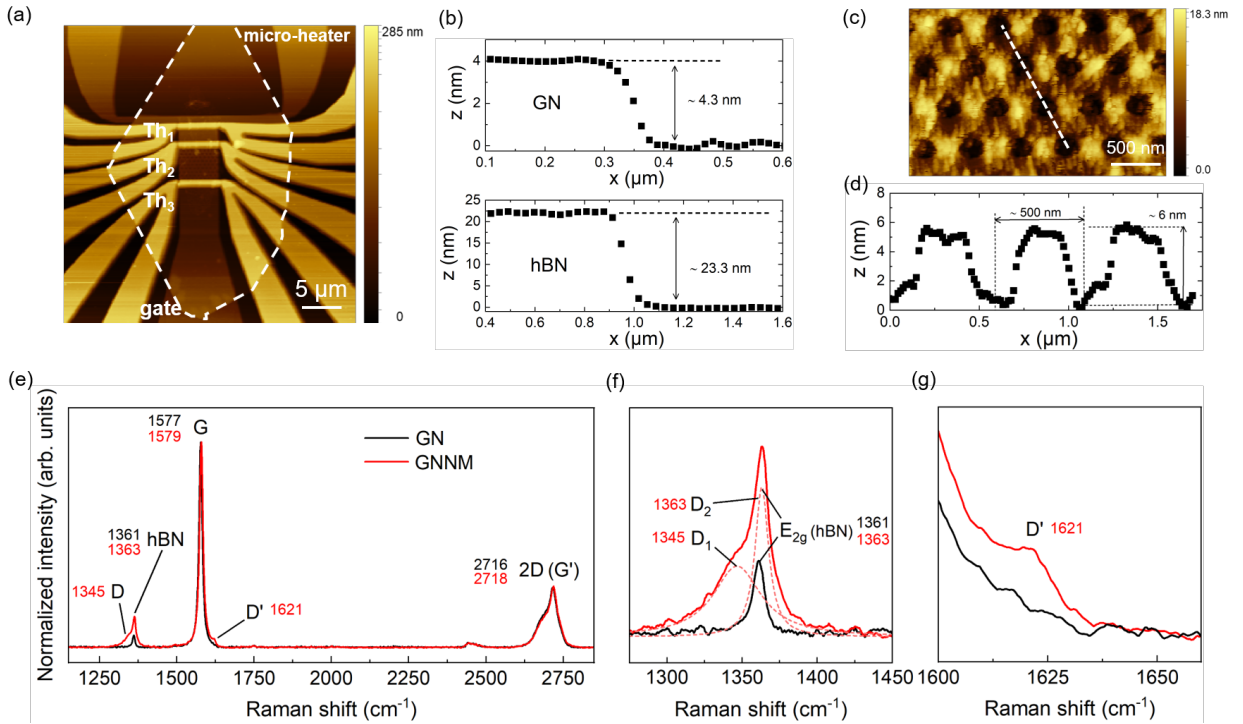 (a)
micro-heater
Th1
Th2
Th3
gate
5 µm
285 nm
0
(b)
z (nm)
4
2
0
GN
~ 4.3 nm
0.1 0.2 0.3 0.4 0.5 0.6
x (µm)
z (nm)
25
20
15
10
5
0
hBN
~ 23.3 nm
0.4 0.6 0.8 1.0 1.2 1.4 1.6
x (µm)
(c)
500 nm
18.3 nm
0.0
(d)
z (nm)
8
6
4
2
0
~ 500 nm
~ 6 nm
0.0 0.5 1.0 1.5
x (µm)
(e)
Normalized intensity (arb. units)
1577
1579
G
GN
GNNM
1361
1363
hBN
1345 D
D' 1621
2716
2718
2D (G')
1250 1500 1750 2000 2250 2500 2750
Raman shift (cm⁻¹)
(f)
1363 D2
1345 D1
E2g (hBN)
1361
1363
1300 1350 1400 1450
Raman shift (cm⁻¹)
(g)
D' 1621
1600 1625 1650
Raman shift (cm⁻¹)